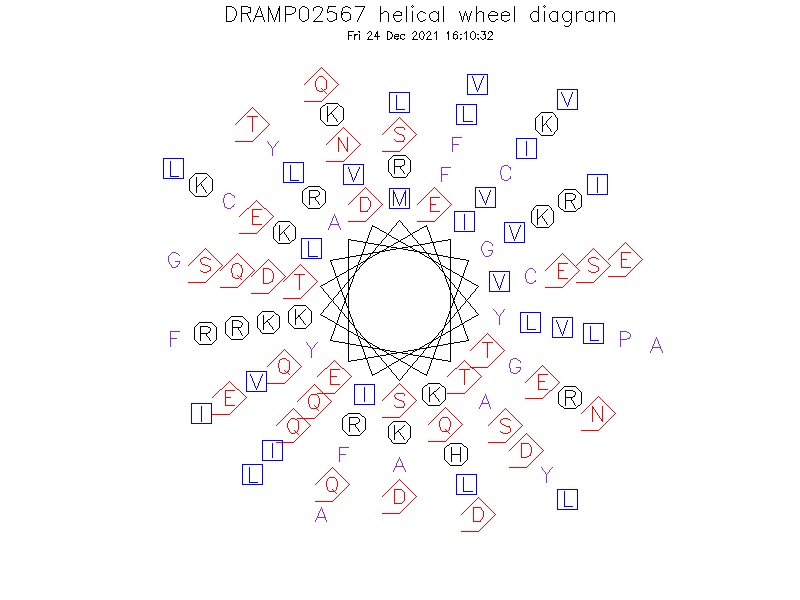 DRAMP02567 helical wheel diagram
Fri 24 Dec 2021 16:10:32
Q V
L V
K L
T K
S
Y N F I
L L V R F C
K I
C R D M E V R
E A I K
K V
L G
G S Q D T V C E S E
F R R K K Y L V L P A
Y T
Q G
V E T E
E Q I S K A R
I N
Q R K Q S
I F H D
L A Y
Q D L L
A D